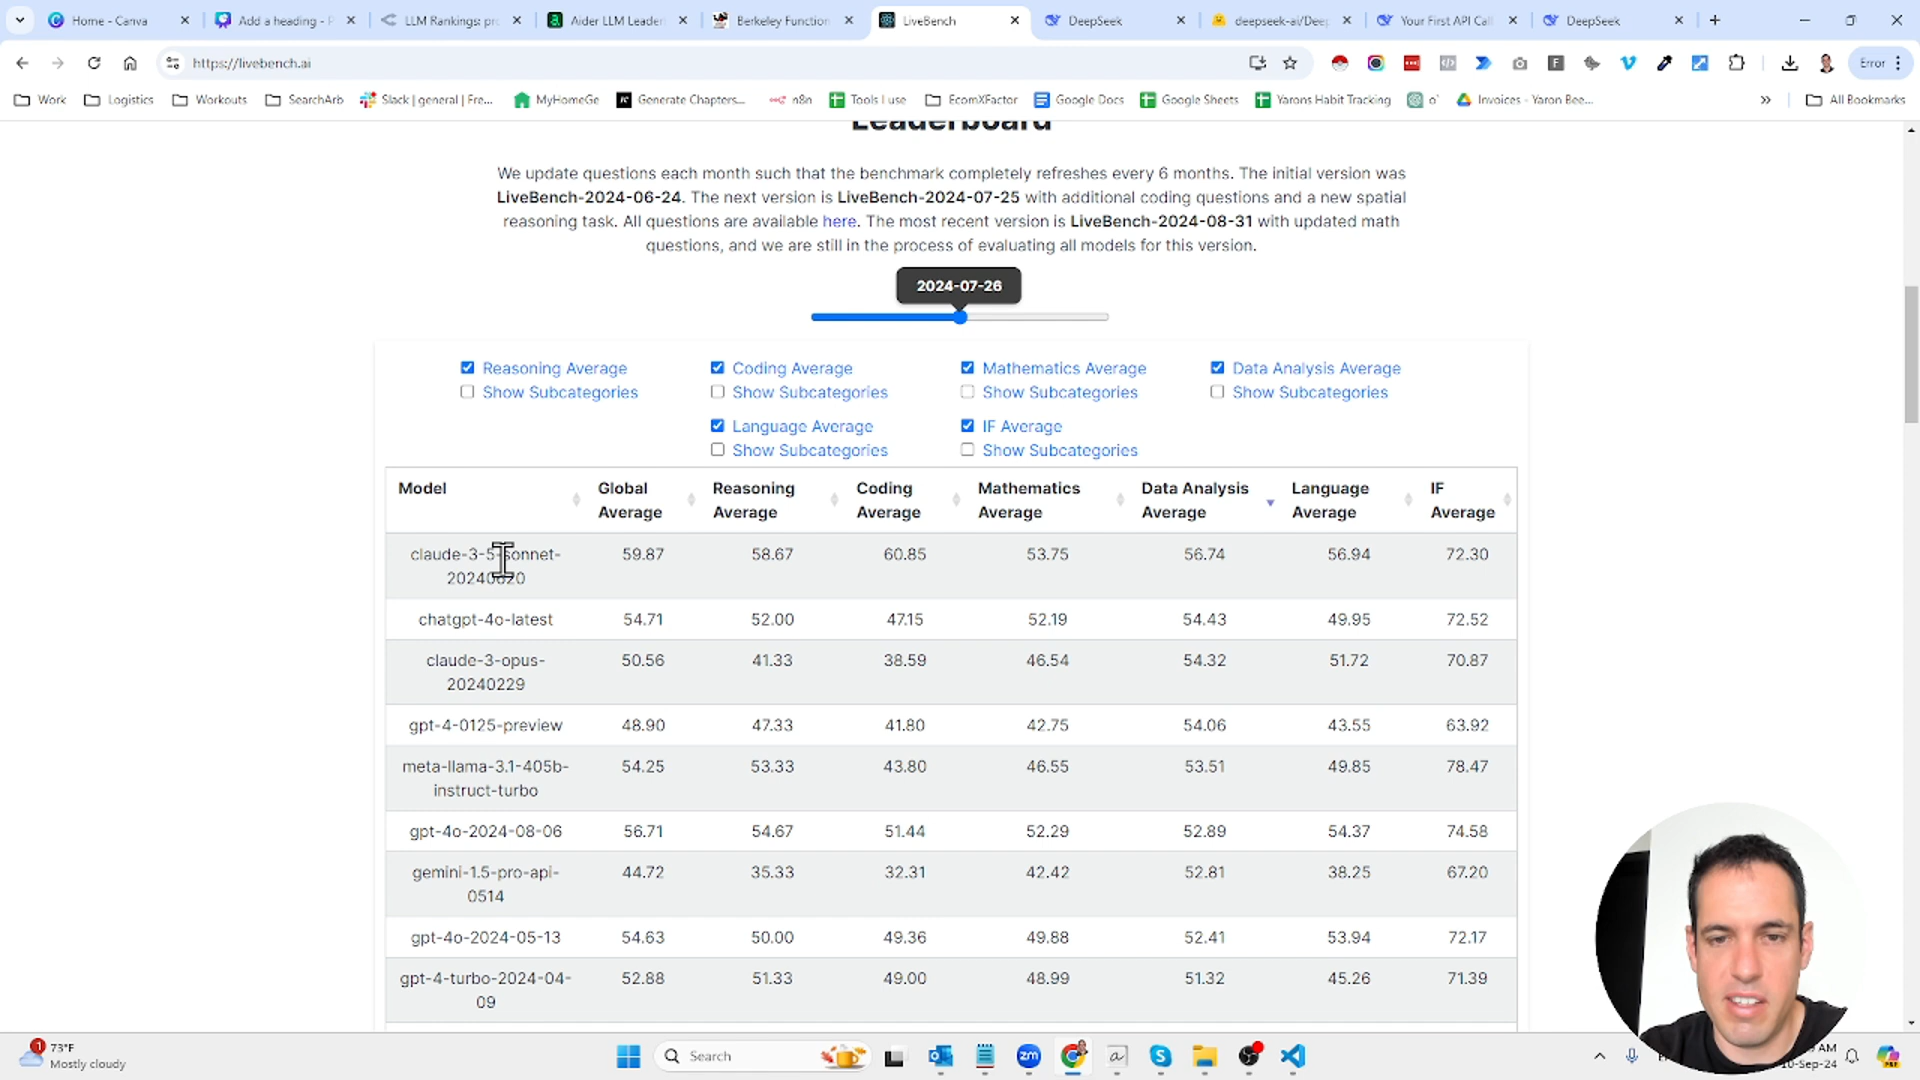 Home - Canva
Add a heading - F
LLM Rankings: pro
Aider LLM Leader
Berkeley Function
LiveBench
DeepSeek
deepseek-ai/Deep
Your First API Call
DeepSeek
https://livebench.ai
Error
Work
Logistics
Workouts
SearchArb
Slack | general | Fre...
MyHomeGe
Generate Chapters...
n8n
Tools I use
EcomXFactor
Google Docs
Google Sheets
Yarons Habit Tracking
o'
Invoices - Yaron Bee...
All Bookmarks
Leaderboard
We update questions each month such that the benchmark completely refreshes every 6 months. The initial version was
LiveBench-2024-06-24. The next version is LiveBench-2024-07-25 with additional coding questions and a new spatial
reasoning task. All questions are available here. The most recent version is LiveBench-2024-08-31 with updated math
questions, and we are still in the process of evaluating all models for this version.
2024-07-26
Reasoning Average Coding Average Mathematics Average Data Analysis Average
Show Subcategories Show Subcategories Show Subcategories Show Subcategories
Language Average IF Average
Show Subcategories Show Subcategories
Model Global Average Reasoning Average Coding Average Mathematics Average Data Analysis Average Language Average IF Average
claude-3-5-sonnet-20240620 59.87 58.67 60.85 53.75 56.74 56.94 72.30
chatgpt-4o-latest 54.71 52.00 47.15 52.19 54.43 49.95 72.52
claude-3-opus-20240229 50.56 41.33 38.59 46.54 54.32 51.72 70.87
gpt-4-0125-preview 48.90 47.33 41.80 42.75 54.06 43.55 63.92
meta-llama-3.1-405b-instruct-turbo 54.25 53.33 43.80 46.55 53.51 49.85 78.47
gpt-4o-2024-08-06 56.71 54.67 51.44 52.29 52.89 54.37 74.58
gemini-1.5-pro-api-0514 44.72 35.33 32.31 42.42 52.81 38.25 67.20
gpt-4o-2024-05-13 54.63 50.00 49.36 49.88 52.41 53.94 72.17
gpt-4-turbo-2024-04-09 52.88 51.33 49.00 48.99 51.32 45.26 71.39
1
73°F
Mostly cloudy
Search
zm
AM
10-Sep-24